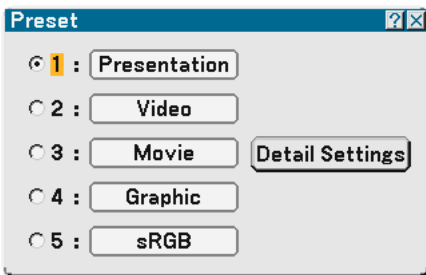 Preset ? X
1 : Presentation
2 : Video
3 : Movie Detail Settings
4 : Graphic
5 : sRGB